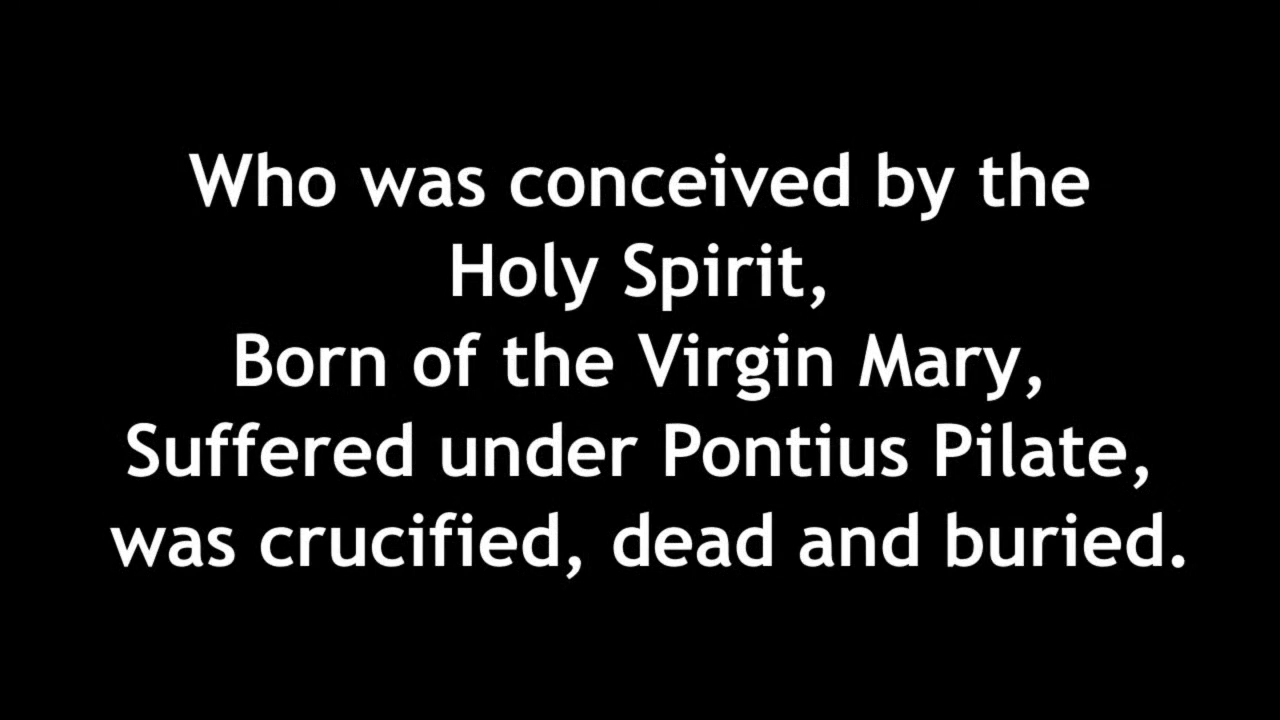 Who was conceived by the
Holy Spirit,
Born of the Virgin Mary,
Suffered under Pontius Pilate,
was crucified, dead and buried.